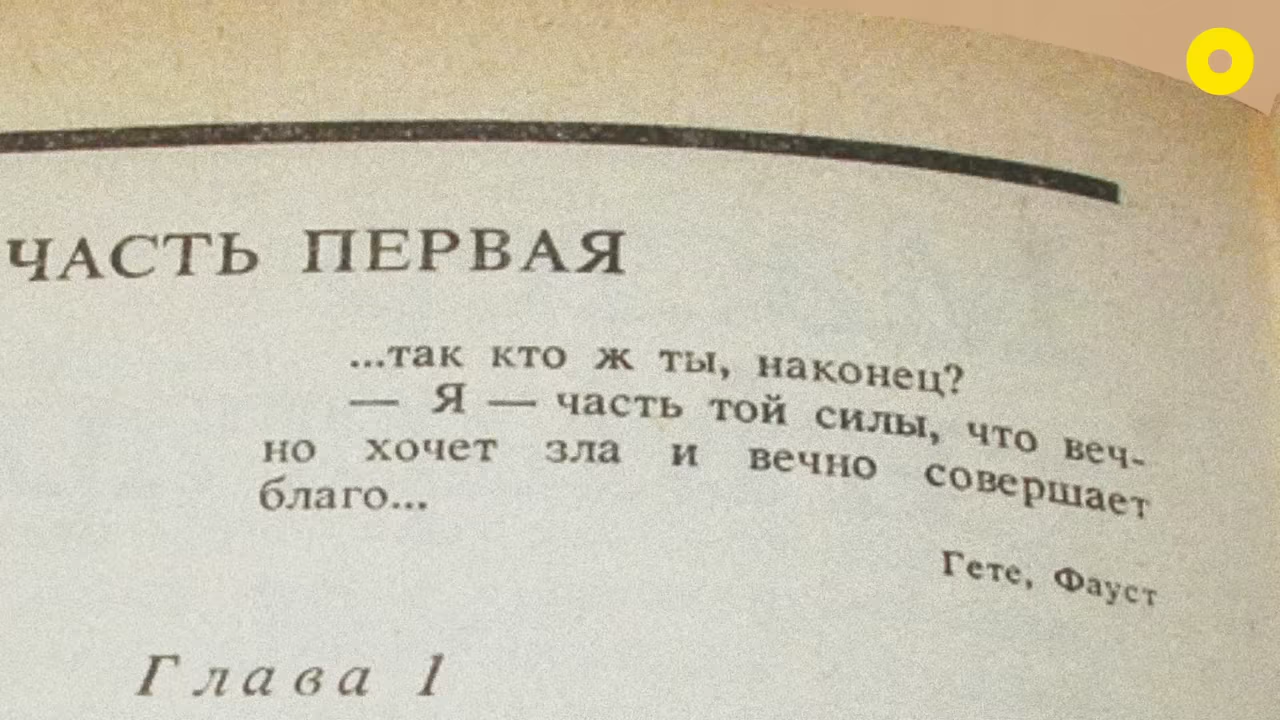 ЧАСТЬ ПЕРВАЯ
...так кто ж ты, наконец?
— Я — часть той силы, что веч-
но хочет зла и вечно совершает
благо...
Гете, Фауст
Глава 1